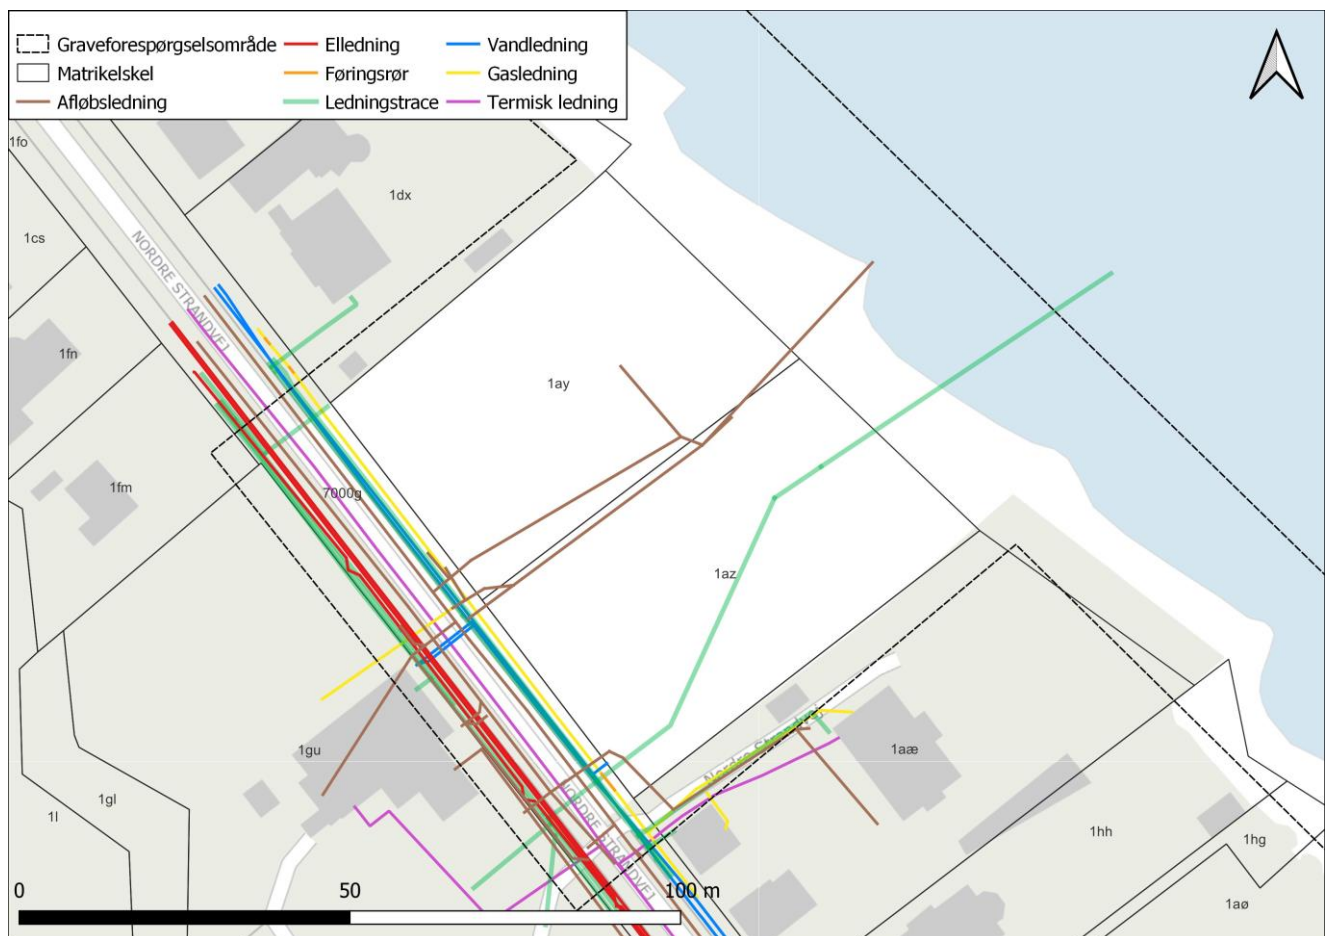 Graveforespørgselsområde
Elledning
Vandledning
Matrikelskel
Føringsrør
Gasledning
Afløbsledning
Ledningstrace
Termisk ledning
1fo
1dx
1cs
NORDRE STRANDVEJ
1fn
1ay
1fm
7000g
1az
1gu
Nordre Strandvej
1aæ
1gl
1l
NORDRE STRANDVEJ
1hh
1hg
1aø
0
50
100 m